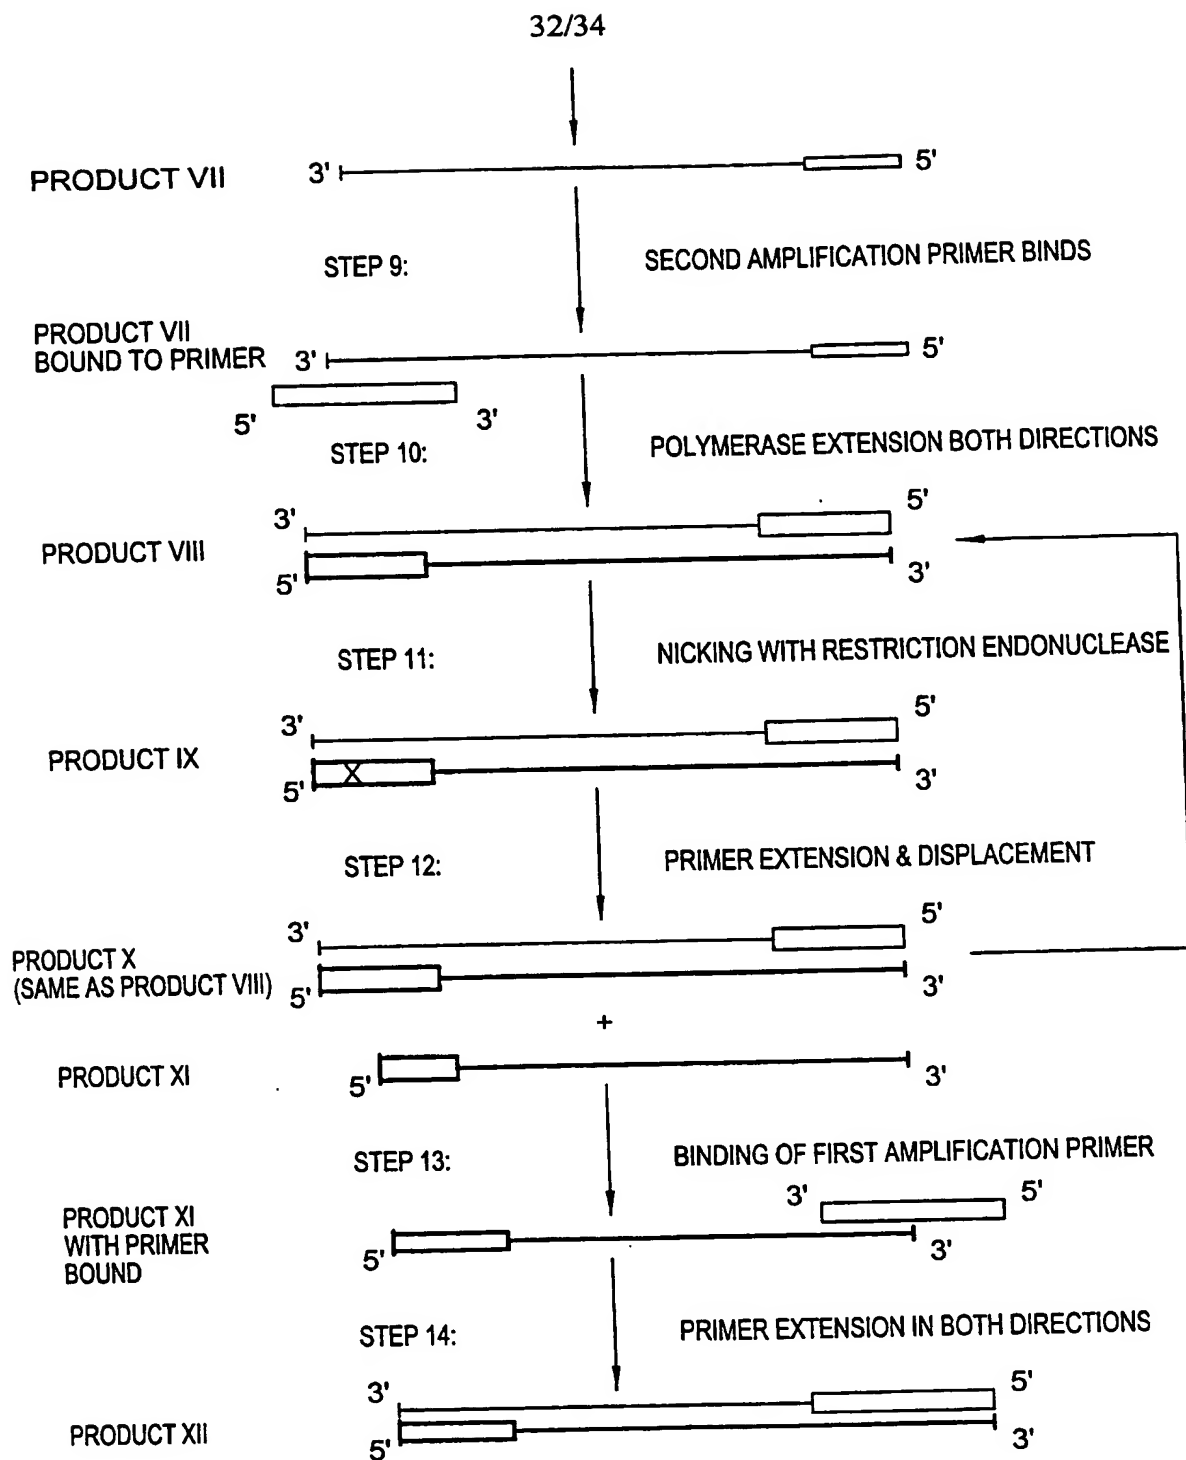 32/34
PRODUCT VII 3' 5'
STEP 9: SECOND AMPLIFICATION PRIMER BINDS
PRODUCT VII
BOUND TO PRIMER 3' 5'
5' 3'
STEP 10: POLYMERASE EXTENSION BOTH DIRECTIONS
3' 5'
PRODUCT VIII
5' 3'
STEP 11: NICKING WITH RESTRICTION ENDONUCLEASE
3' 5'
PRODUCT IX
X
5' 3'
STEP 12: PRIMER EXTENSION & DISPLACEMENT
3' 5'
PRODUCT X
(SAME AS PRODUCT VIII) 5' 3'
+
PRODUCT XI 5' 3'
STEP 13: BINDING OF FIRST AMPLIFICATION PRIMER
3' 5'
PRODUCT XI
WITH PRIMER
BOUND
5' 3'
STEP 14: PRIMER EXTENSION IN BOTH DIRECTIONS
3' 5'
PRODUCT XII
5' 3'